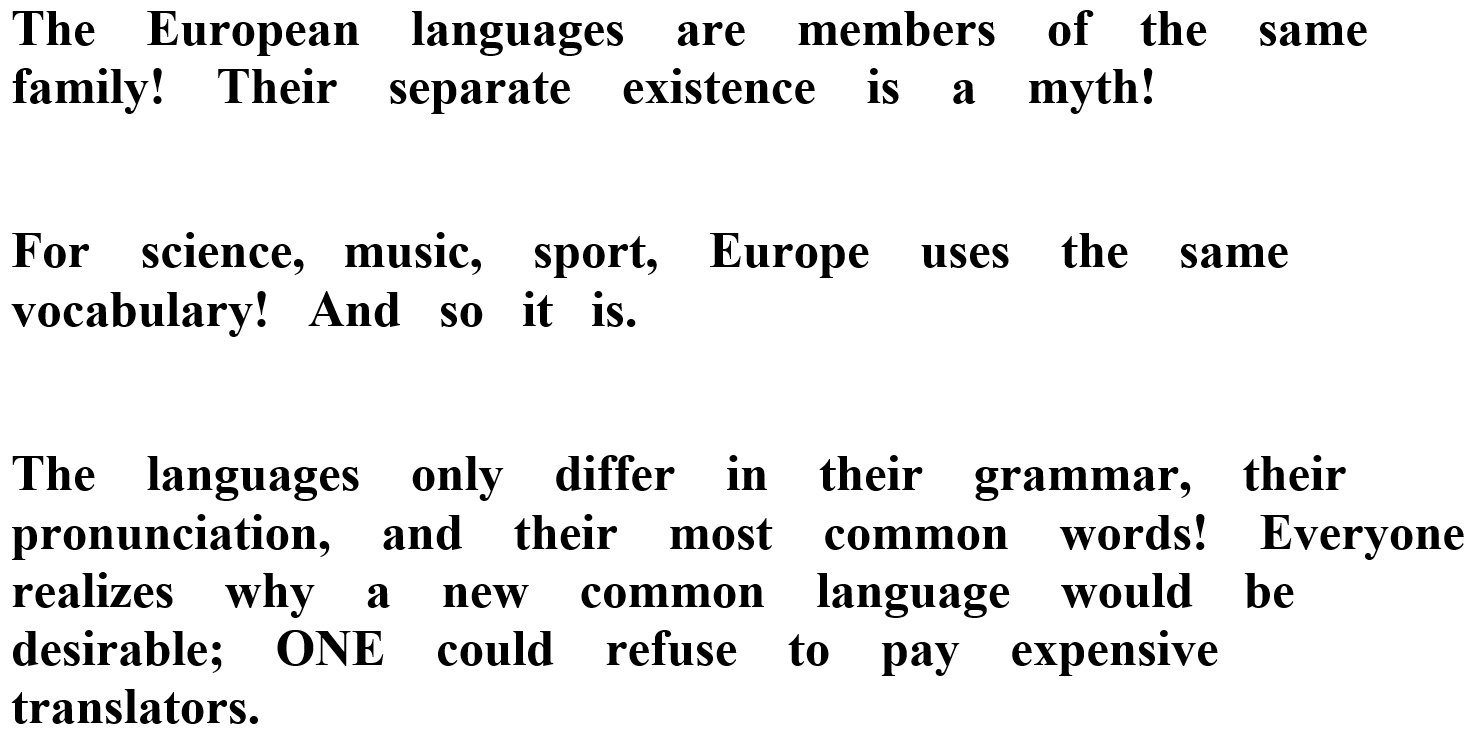 The European languages are members of the same
family! Their separate existence is a myth!
For science, music, sport, Europe uses the same
vocabulary! And so it is.
The languages only differ in their grammar, their
pronunciation, and their most common words! Everyone
realizes why a new common language would be
desirable; ONE could refuse to pay expensive
translators.